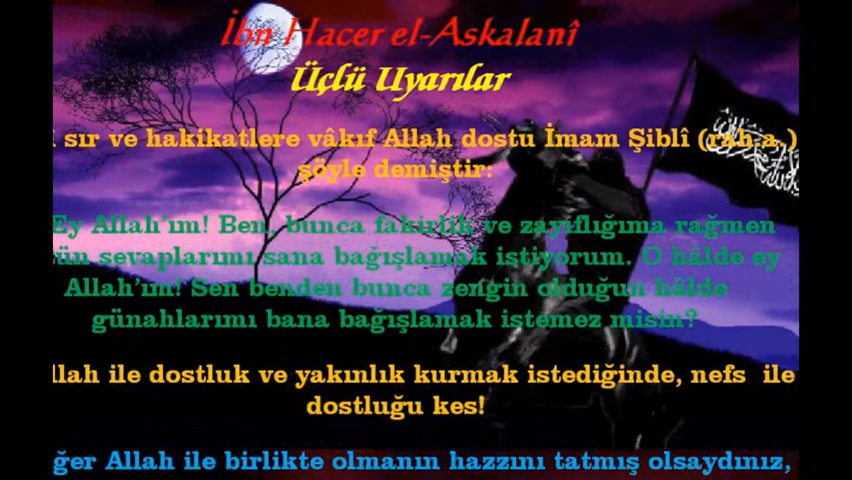 İbn Hacer el-Askalanî
Üçlü Uyarılar
sır ve hakikatlere vâkıf Allah dostu İmam Şiblî (rah.a.)
şöyle demiştir:
Ey Allah’ım! Ben, bunca fakirlik ve zayıflığıma rağmen
ün sevaplarımı sana bağışlamak istiyorum. O hâlde ey
Allah’ım! Sen benden bunca zengin olduğun hâlde
günahlarımı bana bağışlamak istemez misin?
llah ile dostluk ve yakınlık kurmak istediğinde, nefs ile
dostluğu kes!
ğer Allah ile birlikte olmanın hazzını tatmış olsaydınız,